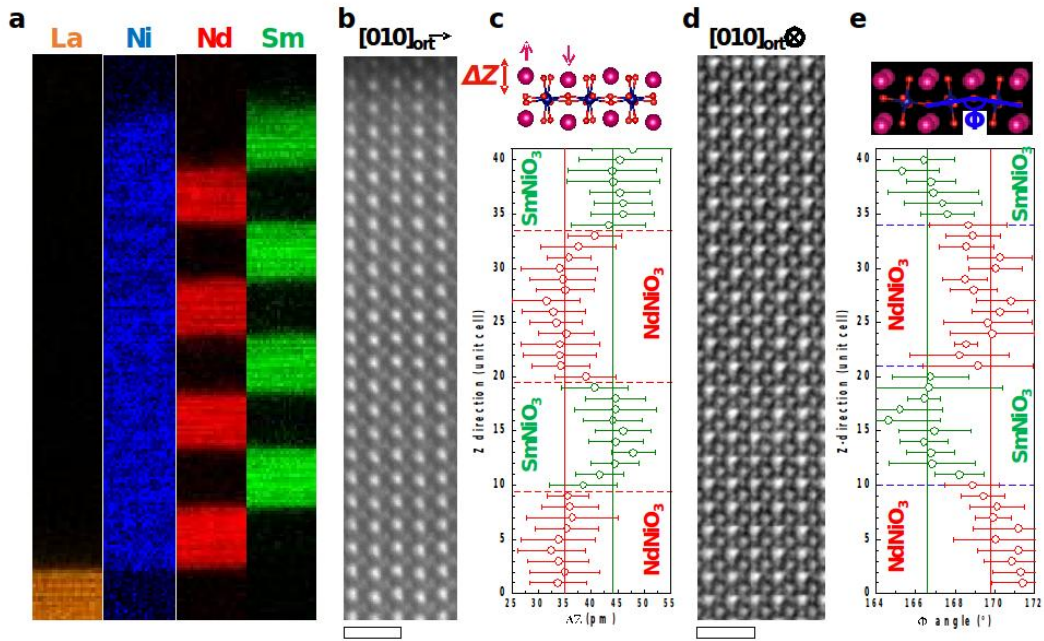 a
La Ni Nd Sm
b
[010]ort→
c
ΔZ
SmNiO3
NdNiO3
SmNiO3
NdNiO3
40
35
30
25
20
15
10
5
0
Z direction (unit cell)
25 30 35 40 45 50 55
ΔZ (pm)
d
[010]ort⊗
e
Φ
SmNiO3
NdNiO3
SmNiO3
NdNiO3
40
35
30
25
20
15
10
5
0
Z-direction (unit cell)
164 166 168 170 172
Φ angle (°)